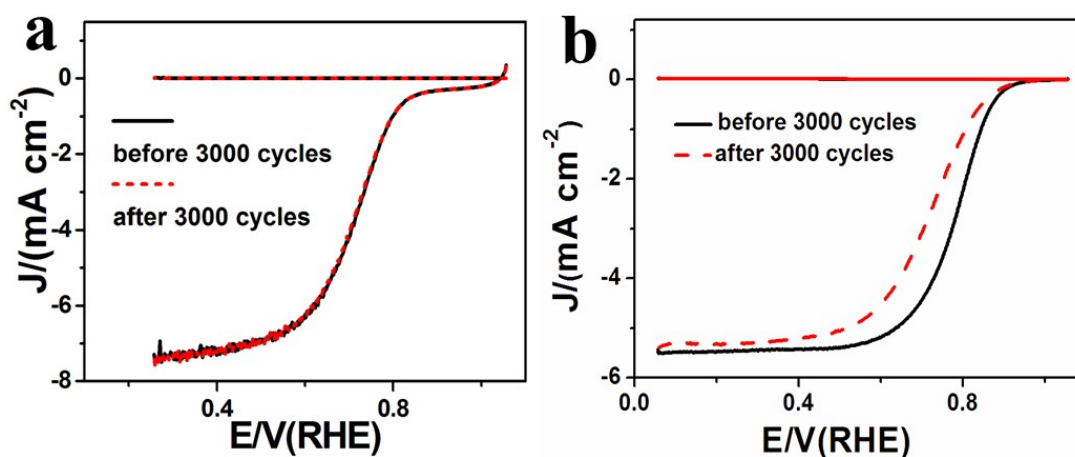 a
0
-2
-4
-6
-8
J/(mA cm-2)
before 3000 cycles
after 3000 cycles
0.4
0.8
E/V(RHE)
b
0
-2
-4
-6
J/(mA cm-2)
before 3000 cycles
after 3000 cycles
0.0
0.4
0.8
E/V(RHE)